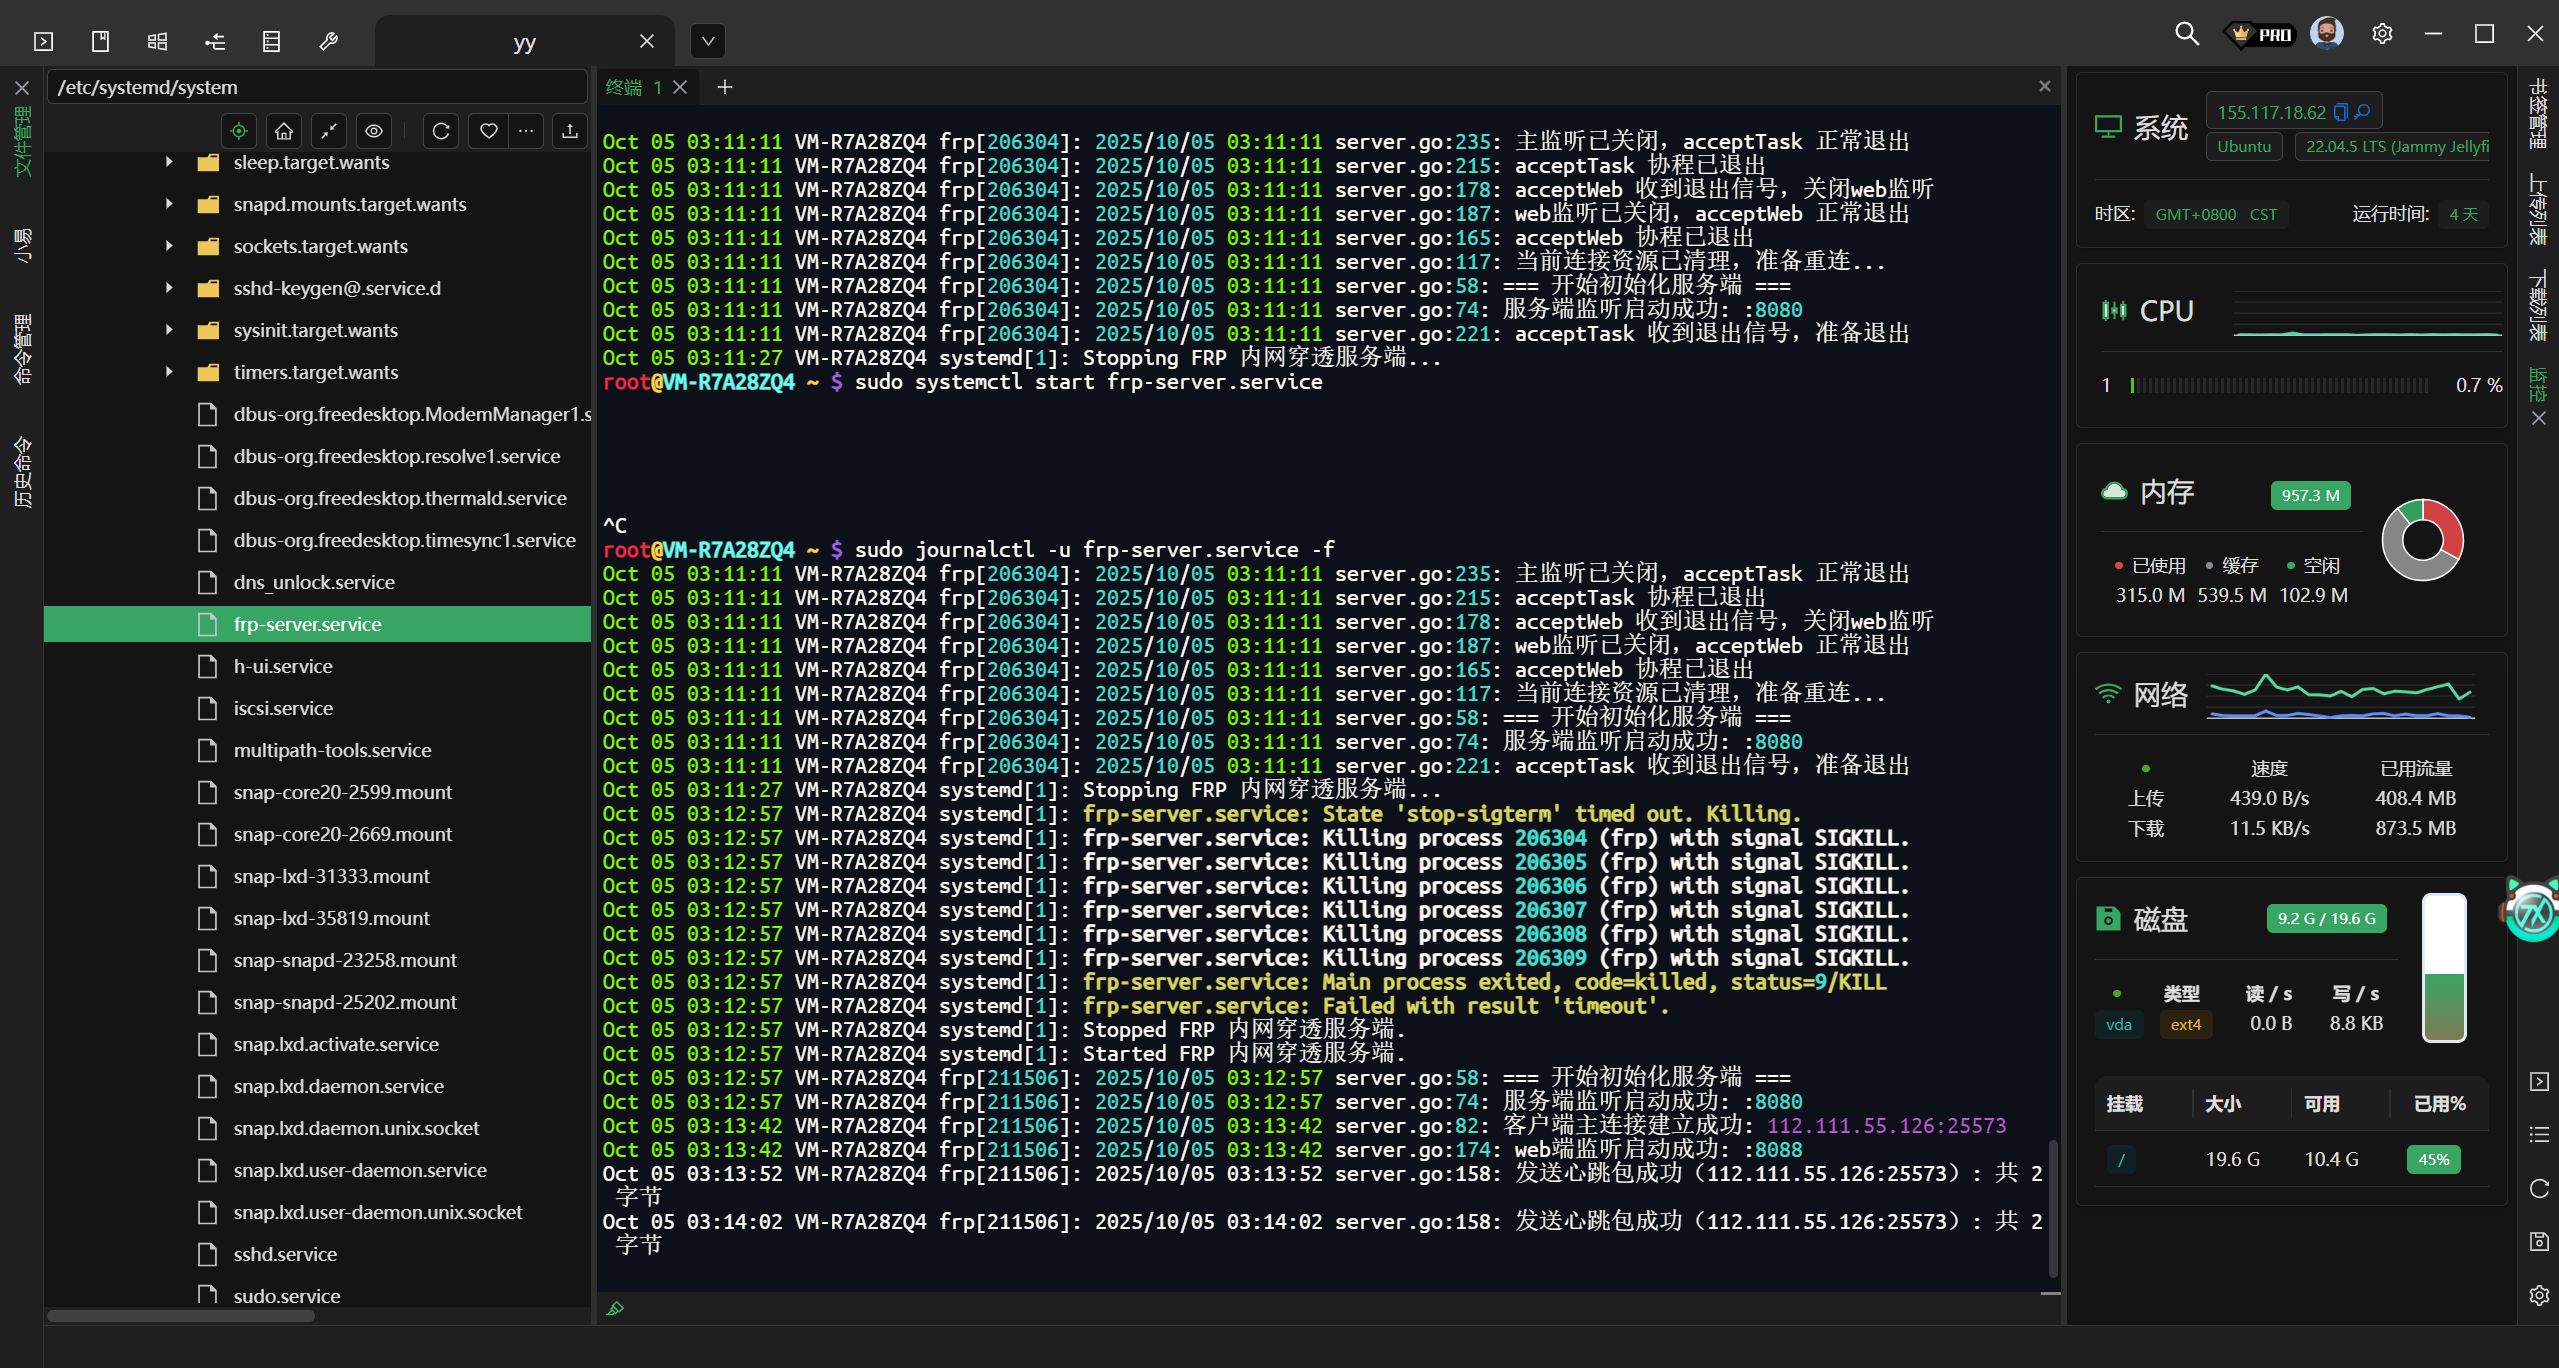 yy
PRO
文件管理
小易
命令管理
历史命令
/etc/systemd/system
sleep.target.wants
snapd.mounts.target.wants
sockets.target.wants
sshd-keygen@.service.d
sysinit.target.wants
timers.target.wants
dbus-org.freedesktop.ModemManager1.s
dbus-org.freedesktop.resolve1.service
dbus-org.freedesktop.thermald.service
dbus-org.freedesktop.timesync1.service
dns_unlock.service
frp-server.service
h-ui.service
iscsi.service
multipath-tools.service
snap-core20-2599.mount
snap-core20-2669.mount
snap-lxd-31333.mount
snap-lxd-35819.mount
snap-snapd-23258.mount
snap-snapd-25202.mount
snap.lxd.activate.service
snap.lxd.daemon.service
snap.lxd.daemon.unix.socket
snap.lxd.user-daemon.service
snap.lxd.user-daemon.unix.socket
sshd.service
sudo.service
终端 1
Oct 05 03:11:11 VM-R7A28ZQ4 frp[206304]: 2025/10/05 03:11:11 server.go:235: 主监听已关闭，acceptTask 正常退出
Oct 05 03:11:11 VM-R7A28ZQ4 frp[206304]: 2025/10/05 03:11:11 server.go:215: acceptTask 协程已退出
Oct 05 03:11:11 VM-R7A28ZQ4 frp[206304]: 2025/10/05 03:11:11 server.go:178: acceptWeb 收到退出信号，关闭web监听
Oct 05 03:11:11 VM-R7A28ZQ4 frp[206304]: 2025/10/05 03:11:11 server.go:187: web监听已关闭，acceptWeb 正常退出
Oct 05 03:11:11 VM-R7A28ZQ4 frp[206304]: 2025/10/05 03:11:11 server.go:165: acceptWeb 协程已退出
Oct 05 03:11:11 VM-R7A28ZQ4 frp[206304]: 2025/10/05 03:11:11 server.go:117: 当前连接资源已清理，准备重连...
Oct 05 03:11:11 VM-R7A28ZQ4 frp[206304]: 2025/10/05 03:11:11 server.go:58: === 开始初始化服务端 ===
Oct 05 03:11:11 VM-R7A28ZQ4 frp[206304]: 2025/10/05 03:11:11 server.go:74: 服务端监听启动成功: :8080
Oct 05 03:11:11 VM-R7A28ZQ4 frp[206304]: 2025/10/05 03:11:11 server.go:221: acceptTask 收到退出信号，准备退出
Oct 05 03:11:27 VM-R7A28ZQ4 systemd[1]: Stopping FRP 内网穿透服务端...
root@VM-R7A28ZQ4 ~ $ sudo systemctl start frp-server.service
^C
root@VM-R7A28ZQ4 ~ $ sudo journalctl -u frp-server.service -f
Oct 05 03:11:11 VM-R7A28ZQ4 frp[206304]: 2025/10/05 03:11:11 server.go:235: 主监听已关闭，acceptTask 正常退出
Oct 05 03:11:11 VM-R7A28ZQ4 frp[206304]: 2025/10/05 03:11:11 server.go:215: acceptTask 协程已退出
Oct 05 03:11:11 VM-R7A28ZQ4 frp[206304]: 2025/10/05 03:11:11 server.go:178: acceptWeb 收到退出信号，关闭web监听
Oct 05 03:11:11 VM-R7A28ZQ4 frp[206304]: 2025/10/05 03:11:11 server.go:187: web监听已关闭，acceptWeb 正常退出
Oct 05 03:11:11 VM-R7A28ZQ4 frp[206304]: 2025/10/05 03:11:11 server.go:165: acceptWeb 协程已退出
Oct 05 03:11:11 VM-R7A28ZQ4 frp[206304]: 2025/10/05 03:11:11 server.go:117: 当前连接资源已清理，准备重连...
Oct 05 03:11:11 VM-R7A28ZQ4 frp[206304]: 2025/10/05 03:11:11 server.go:58: === 开始初始化服务端 ===
Oct 05 03:11:11 VM-R7A28ZQ4 frp[206304]: 2025/10/05 03:11:11 server.go:74: 服务端监听启动成功: :8080
Oct 05 03:11:11 VM-R7A28ZQ4 frp[206304]: 2025/10/05 03:11:11 server.go:221: acceptTask 收到退出信号，准备退出
Oct 05 03:11:27 VM-R7A28ZQ4 systemd[1]: Stopping FRP 内网穿透服务端...
Oct 05 03:12:57 VM-R7A28ZQ4 systemd[1]: frp-server.service: State 'stop-sigterm' timed out. Killing.
Oct 05 03:12:57 VM-R7A28ZQ4 systemd[1]: frp-server.service: Killing process 206304 (frp) with signal SIGKILL.
Oct 05 03:12:57 VM-R7A28ZQ4 systemd[1]: frp-server.service: Killing process 206305 (frp) with signal SIGKILL.
Oct 05 03:12:57 VM-R7A28ZQ4 systemd[1]: frp-server.service: Killing process 206306 (frp) with signal SIGKILL.
Oct 05 03:12:57 VM-R7A28ZQ4 systemd[1]: frp-server.service: Killing process 206307 (frp) with signal SIGKILL.
Oct 05 03:12:57 VM-R7A28ZQ4 systemd[1]: frp-server.service: Killing process 206308 (frp) with signal SIGKILL.
Oct 05 03:12:57 VM-R7A28ZQ4 systemd[1]: frp-server.service: Killing process 206309 (frp) with signal SIGKILL.
Oct 05 03:12:57 VM-R7A28ZQ4 systemd[1]: frp-server.service: Main process exited, code=killed, status=9/KILL
Oct 05 03:12:57 VM-R7A28ZQ4 systemd[1]: frp-server.service: Failed with result 'timeout'.
Oct 05 03:12:57 VM-R7A28ZQ4 systemd[1]: Stopped FRP 内网穿透服务端.
Oct 05 03:12:57 VM-R7A28ZQ4 systemd[1]: Started FRP 内网穿透服务端.
Oct 05 03:12:57 VM-R7A28ZQ4 frp[211506]: 2025/10/05 03:12:57 server.go:58: === 开始初始化服务端 ===
Oct 05 03:12:57 VM-R7A28ZQ4 frp[211506]: 2025/10/05 03:12:57 server.go:74: 服务端监听启动成功: :8080
Oct 05 03:13:42 VM-R7A28ZQ4 frp[211506]: 2025/10/05 03:13:42 server.go:82: 客户端主连接建立成功: 112.111.55.126:25573
Oct 05 03:13:42 VM-R7A28ZQ4 frp[211506]: 2025/10/05 03:13:42 server.go:174: web端监听启动成功: :8088
Oct 05 03:13:52 VM-R7A28ZQ4 frp[211506]: 2025/10/05 03:13:52 server.go:158: 发送心跳包成功（112.111.55.126:25573）: 共 2
字节
Oct 05 03:14:02 VM-R7A28ZQ4 frp[211506]: 2025/10/05 03:14:02 server.go:158: 发送心跳包成功（112.111.55.126:25573）: 共 2
字节
系统
155.117.18.62
Ubuntu
22.04.5 LTS (Jammy Jellyfi
时区: GMT+0800 CST
运行时间: 4 天
CPU
1
0.7 %
内存
957.3 M
已使用 缓存 空闲
315.0 M 539.5 M 102.9 M
网络
速度 已用流量
上传 439.0 B/s 408.4 MB
下载 11.5 KB/s 873.5 MB
磁盘
9.2 G / 19.6 G
类型 读 / s 写 / s
vda ext4 0.0 B 8.8 KB
挂载 大小 可用 已用%
/ 19.6 G 10.4 G 45%
书签管理
上传列表
下载列表
监控